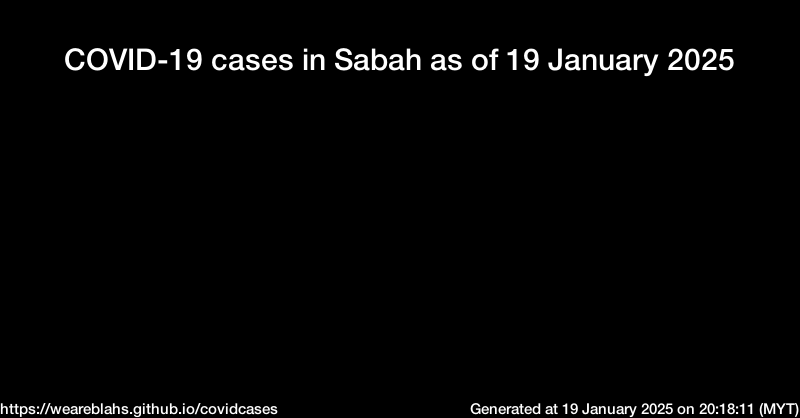 COVID-19 cases in Sabah as of 19 January 2025
https://weareblahs.github.io/covidcases
Generated at 19 January 2025 on 20:18:11 (MYT)